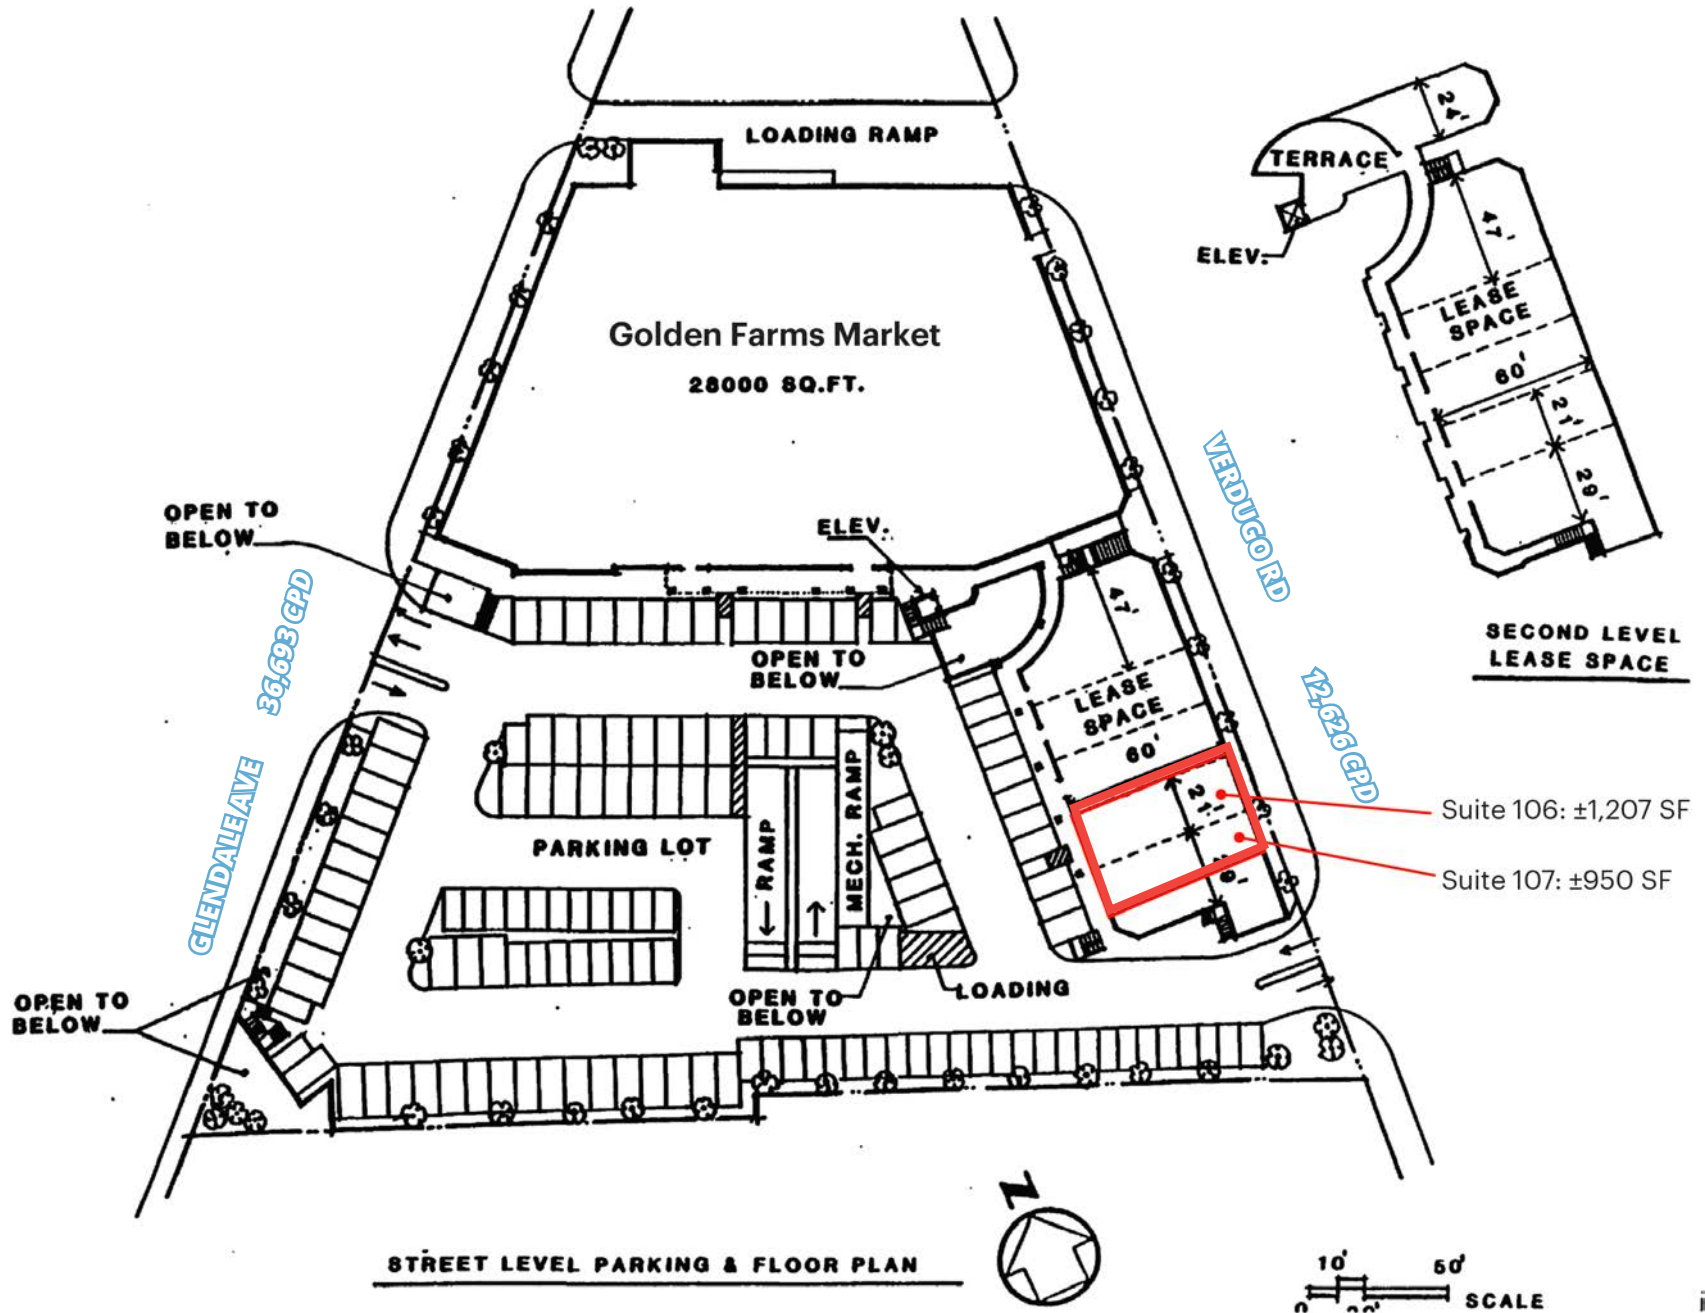 LOADING RAMP
24'
TERRACE
ELEV.
47'
LEASE
SPACE
60'
21'
29'
SECOND LEVEL
LEASE SPACE
Golden Farms Market
28000 SQ.FT.
VERDUGO RD
12,626 CPD
OPEN TO
BELOW
ELEV.
36,693 CPD
GLENDALE AVE
OPEN TO
BELOW
47'
LEASE
SPACE
60'
21'
Suite 106: ±1,207 SF
Suite 107: ±950 SF
PARKING LOT
RAMP
MECH. RAMP
OPEN TO
BELOW
OPEN TO
BELOW
LOADING
N
STREET LEVEL PARKING & FLOOR PLAN
10' 50'
SCALE